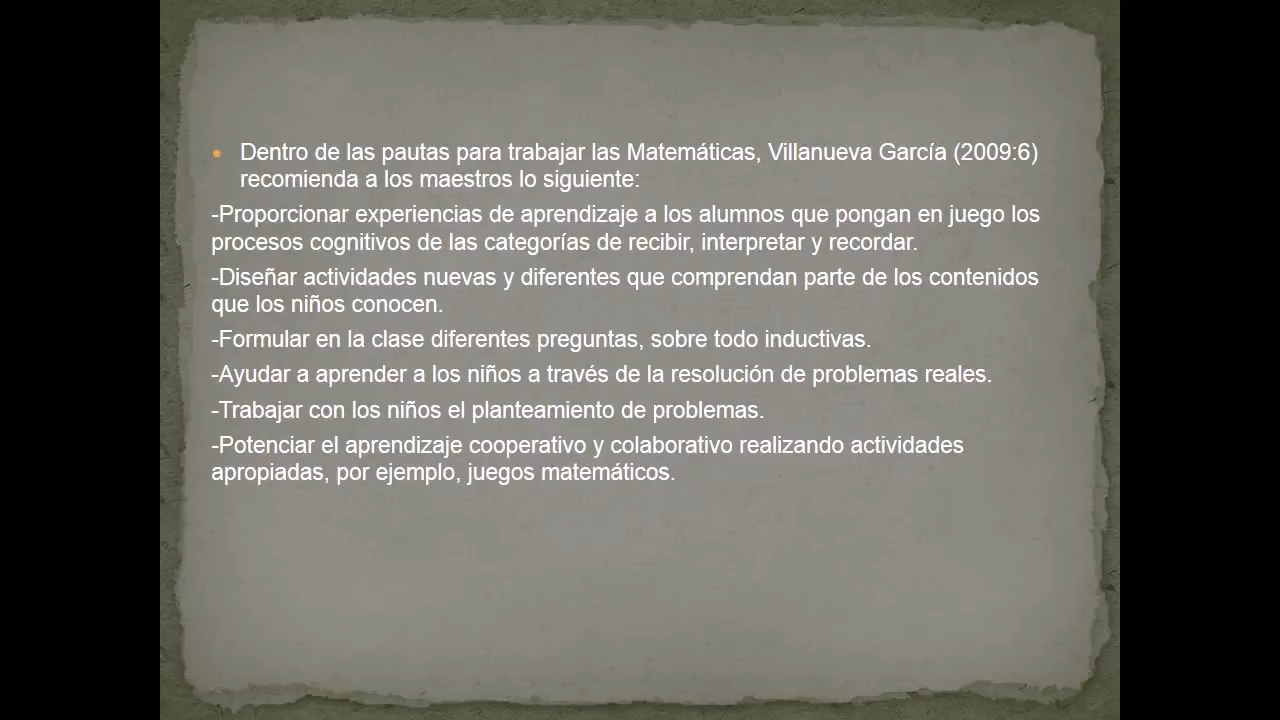 • Dentro de las pautas para trabajar las Matemáticas, Villanueva García (2009:6)
recomienda a los maestros lo siguiente:
-Proporcionar experiencias de aprendizaje a los alumnos que pongan en juego los
procesos cognitivos de las categorías de recibir, interpretar y recordar.
-Diseñar actividades nuevas y diferentes que comprendan parte de los contenidos
que los niños conocen.
-Formular en la clase diferentes preguntas, sobre todo inductivas.
-Ayudar a aprender a los niños a través de la resolución de problemas reales.
-Trabajar con los niños el planteamiento de problemas.
-Potenciar el aprendizaje cooperativo y colaborativo realizando actividades
apropiadas, por ejemplo, juegos matemáticos.